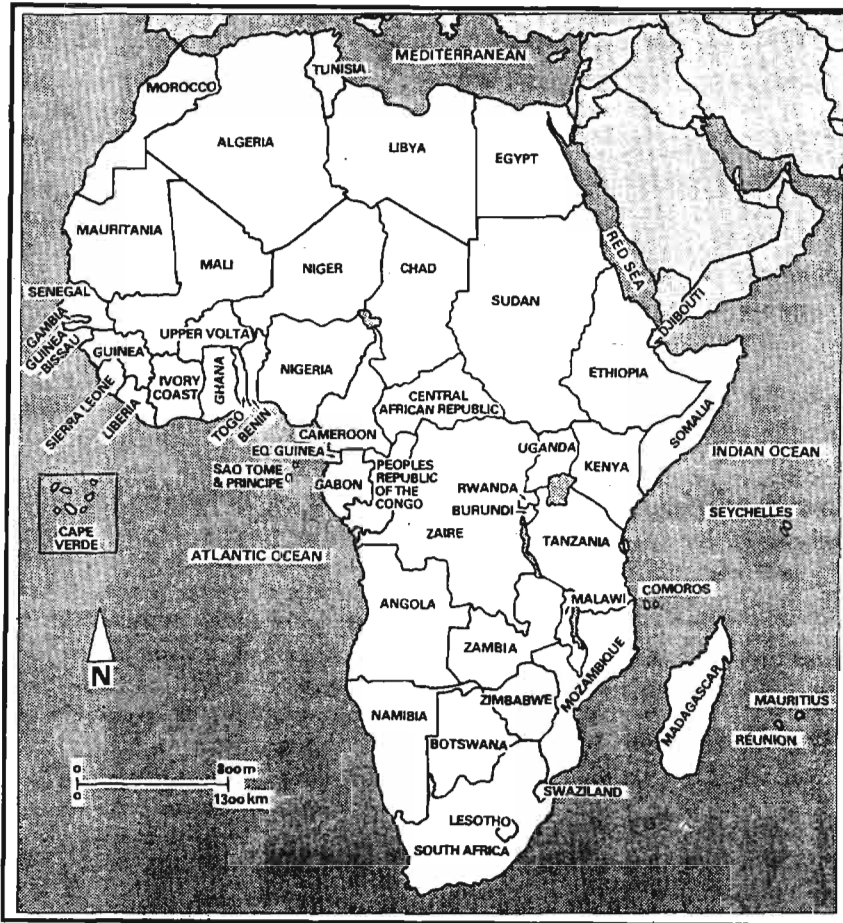 MEDITERRANEAN
TUNISIA
MOROCCO
ALGERIA
LIBYA
EGYPT
MAURITANIA
MALI
NIGER
CHAD
SUDAN
RED SEA
DJIBOUTI
SENEGAL
GAMBIA
GUINEA
BISSAU
GUINEA
UPPER VOLTA
SIERRA LEONE
LIBERIA
IVORY
COAST
GHANA
TOGO
BENIN
NIGERIA
ETHIOPIA
SOMALIA
CENTRAL
AFRICAN REPUBLIC
CAMEROON
EQ GUINEA
SAO TOME
& PRINCIPE
GABON
PEOPLES
REPUBLIC
OF THE
CONGO
UGANDA
KENYA
INDIAN OCEAN
RWANDA
BURUNDI
ZAIRE
TANZANIA
SEYCHELLES
CAPE
VERDE
ATLANTIC OCEAN
ANGOLA
MALAWI
COMOROS
ZAMBIA
MOZAMBIQUE
ZIMBABWE
MADAGASCAR
MAURITIUS
RÉUNION
N
NAMIBIA
BOTSWANA
0
800m
0
1300 km
SWAZILAND
LESOTHO
SOUTH AFRICA